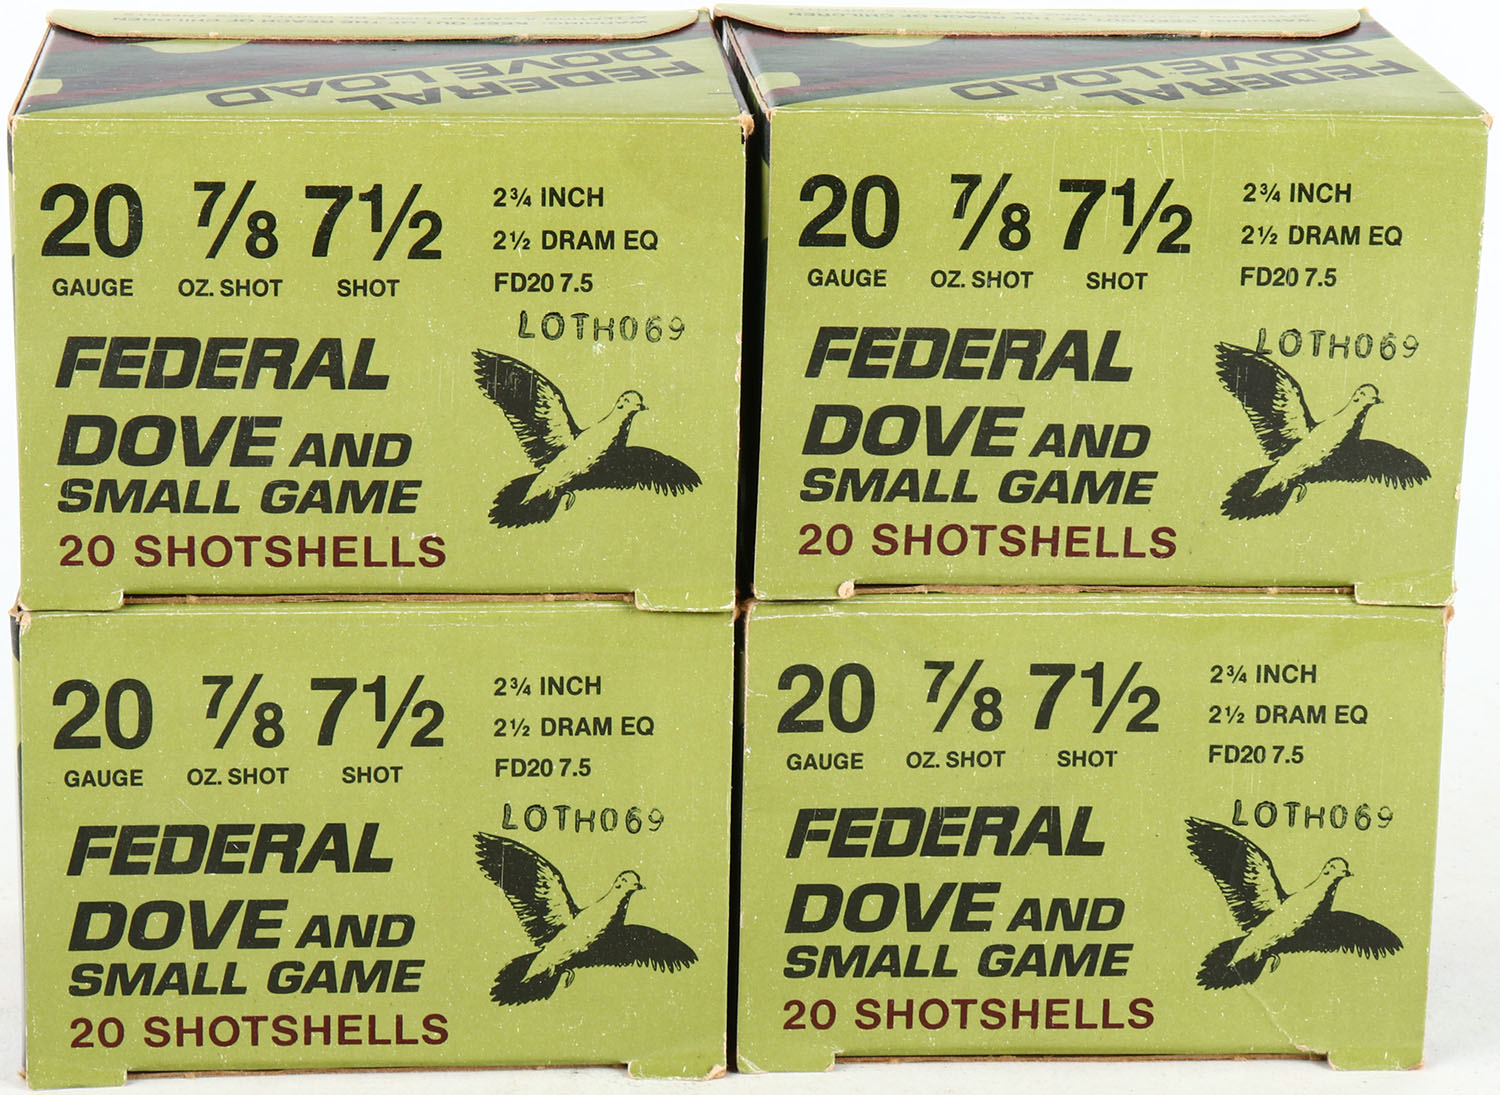 FEDERAL
DOVE LOAD
20 7/8 7½
GAUGE OZ. SHOT SHOT
2¾ INCH
2½ DRAM EQ
FD20 7.5
LOTH069
FEDERAL
DOVE AND
SMALL GAME
20 SHOTSHELLS
FEDERAL
DOVE LOAD
20 7/8 7½
GAUGE OZ. SHOT SHOT
2¾ INCH
2½ DRAM EQ
FD20 7.5
LOTH069
FEDERAL
DOVE AND
SMALL GAME
20 SHOTSHELLS
20 7/8 7½
GAUGE OZ. SHOT SHOT
2¾ INCH
2½ DRAM EQ
FD20 7.5
LOTH069
FEDERAL
DOVE AND
SMALL GAME
20 SHOTSHELLS
20 7/8 7½
GAUGE OZ. SHOT SHOT
2¾ INCH
2½ DRAM EQ
FD20 7.5
LOTH069
FEDERAL
DOVE AND
SMALL GAME
20 SHOTSHELLS